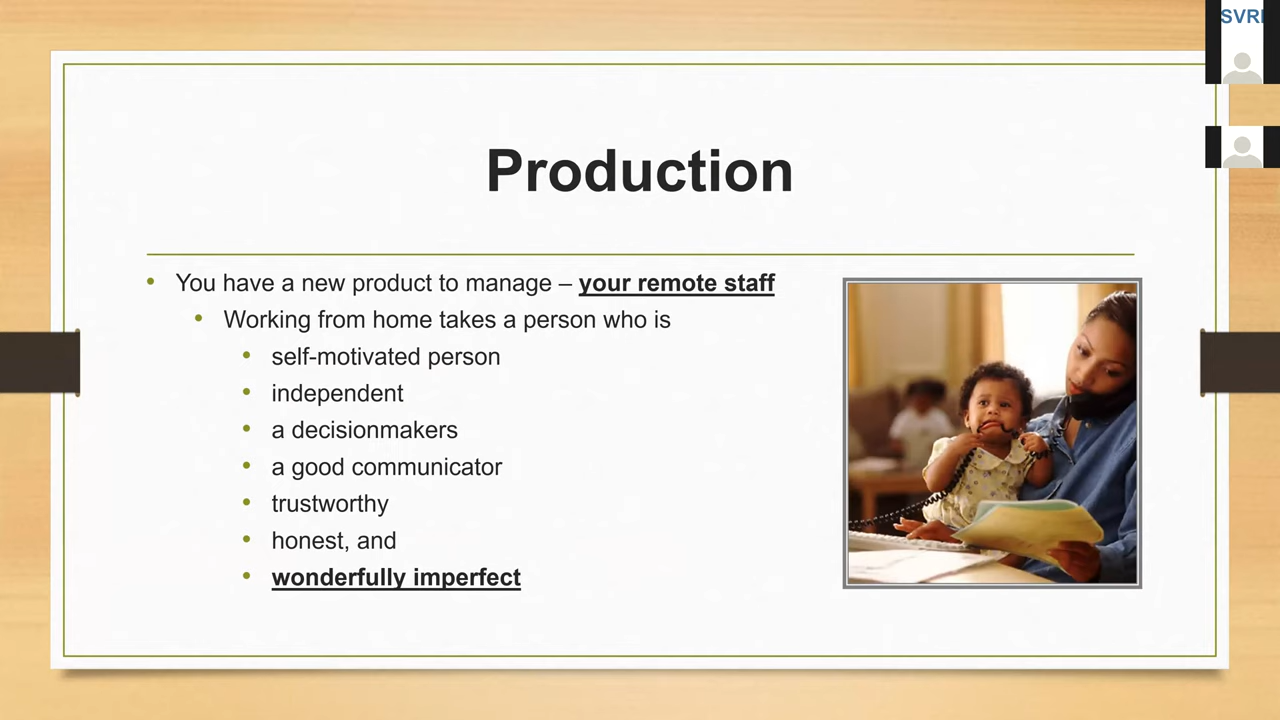 SVRI
Production
• You have a new product to manage – your remote staff
• Working from home takes a person who is
• self-motivated person
• independent
• a decisionmakers
• a good communicator
• trustworthy
• honest, and
• wonderfully imperfect